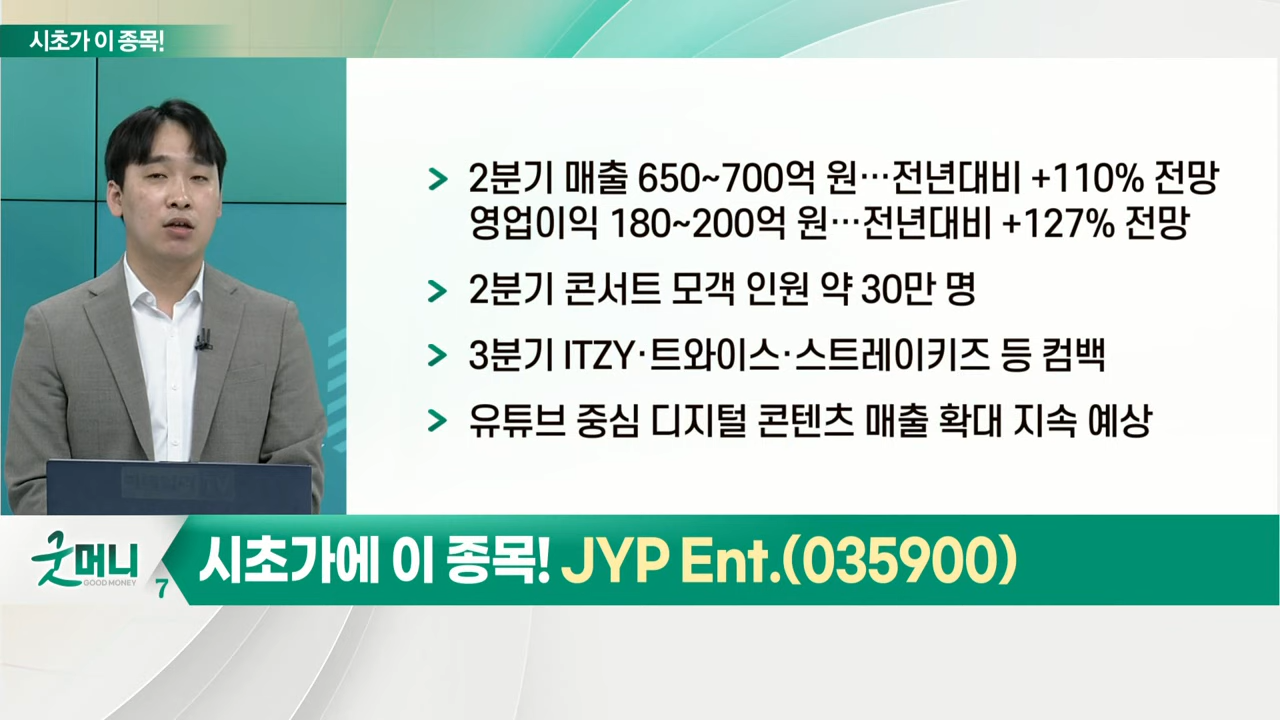 시초가 이 종목!
2분기 매출 650~700억 원…전년대비 +110% 전망
영업이익 180~200억 원…전년대비 +127% 전망
2분기 콘서트 모객 인원 약 30만 명
3분기 ITZY·트와이스·스트레이키즈 등 컴백
유튜브 중심 디지털 콘텐츠 매출 확대 지속 예상
굿머니
GOOD MONEY
7
시초가에 이 종목! JYP Ent.(035900)